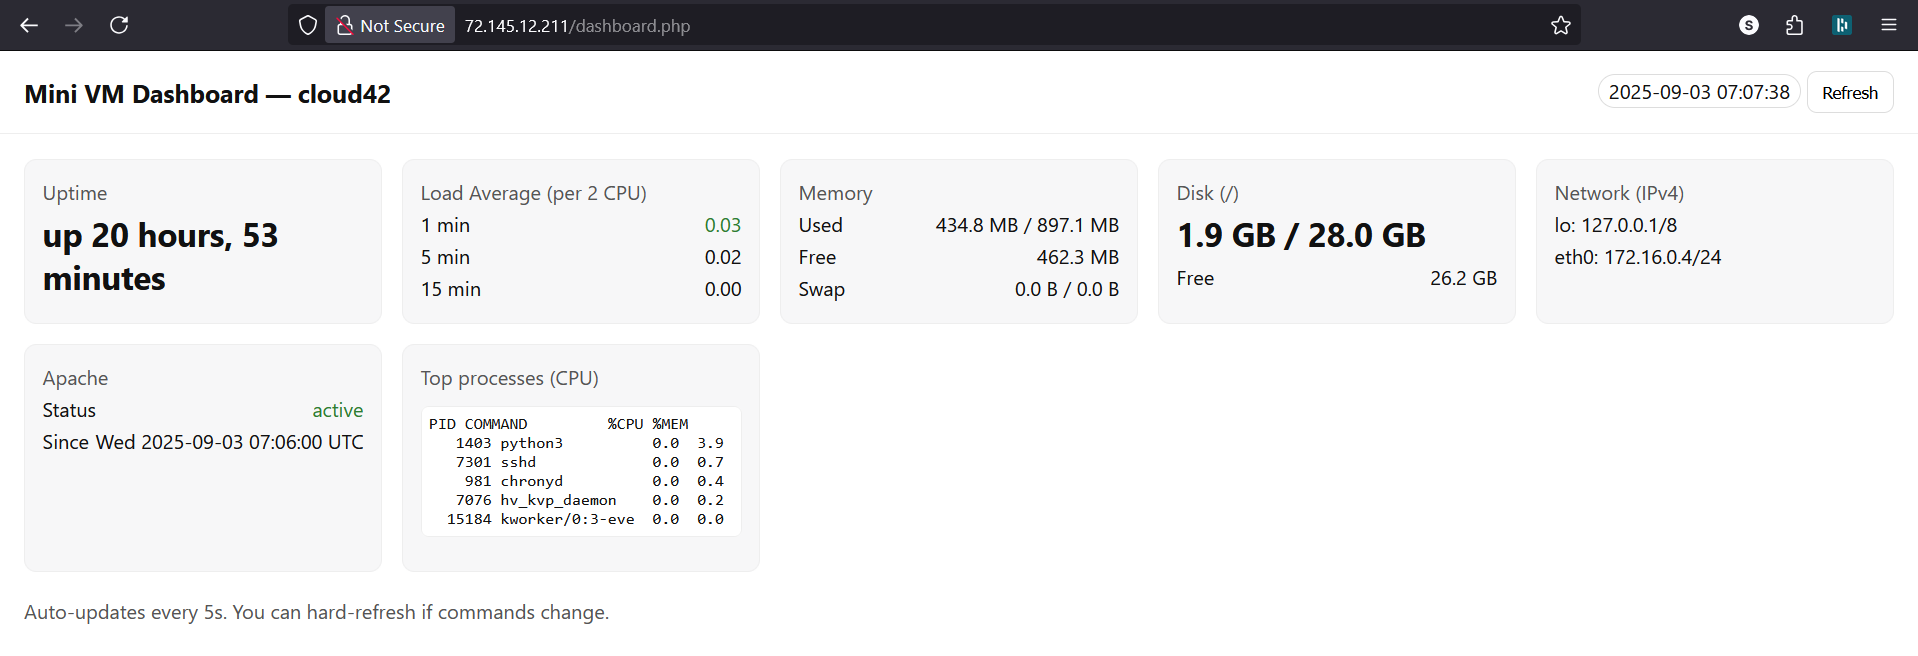 Not Secure 72.145.12.211/dashboard.php S
Mini VM Dashboard — cloud42
2025-09-03 07:07:38 Refresh
Uptime
up 20 hours, 53
minutes
Load Average (per 2 CPU)
1 min 0.03
5 min 0.02
15 min 0.00
Memory
Used 434.8 MB / 897.1 MB
Free 462.3 MB
Swap 0.0 B / 0.0 B
Disk (/)
1.9 GB / 28.0 GB
Free 26.2 GB
Network (IPv4)
lo: 127.0.0.1/8
eth0: 172.16.0.4/24
Apache
Status active
Since Wed 2025-09-03 07:06:00 UTC
Top processes (CPU)
PID COMMAND %CPU %MEM
1403 python3 0.0 3.9
7301 sshd 0.0 0.7
981 chronyd 0.0 0.4
7076 hv_kvp_daemon 0.0 0.2
15184 kworker/0:3-eve 0.0 0.0
Auto-updates every 5s. You can hard-refresh if commands change.